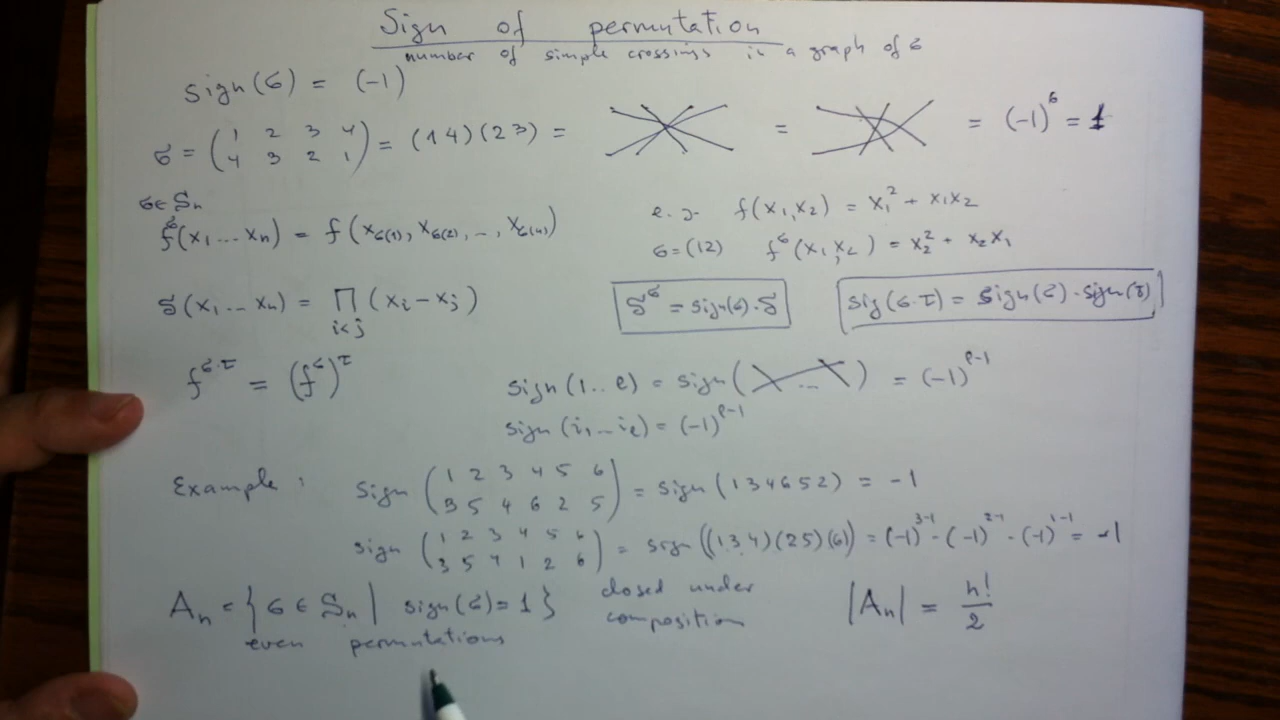 Sign of permutation
number of simple crossings in a graph of σ
sign(σ) = (-1)
σ = (1 2 3 4 / 4 3 2 1) = (1 4)(2 3) = = = (-1)^6 = 1
σ∈Sn
f^σ(x1...xn) = f(xσ(1), xσ(2), .., xσ(n)) e.g. f(x1,x2) = x1^2 + x1x2
σ=(12) f^σ(x1,x2) = x2^2 + x2x1
δ(x1...xn) = ∏ i<j (xi-xj) δ^σ = sign(σ)·δ sig(σ·τ) = sign(σ)·sign(τ)
f^σ·τ = (f^σ)^τ sign(1..l) = sign( ... ) = (-1)^l-1
sign(i1...il) = (-1)^l-1
Example: sign (1 2 3 4 5 6 / 3 5 4 6 2 5) = sign(1 3 4 6 5 2) = -1
sign (1 2 3 4 5 6 / 3 5 4 1 2 6) = sign((1 3 4)(2 5)(6)) = (-1)^3-1 · (-1)^2-1 · (-1)^1-1 = -1
An = {σ∈Sn | sign(σ)=1} closed under composition |An| = n!/2
even permutations